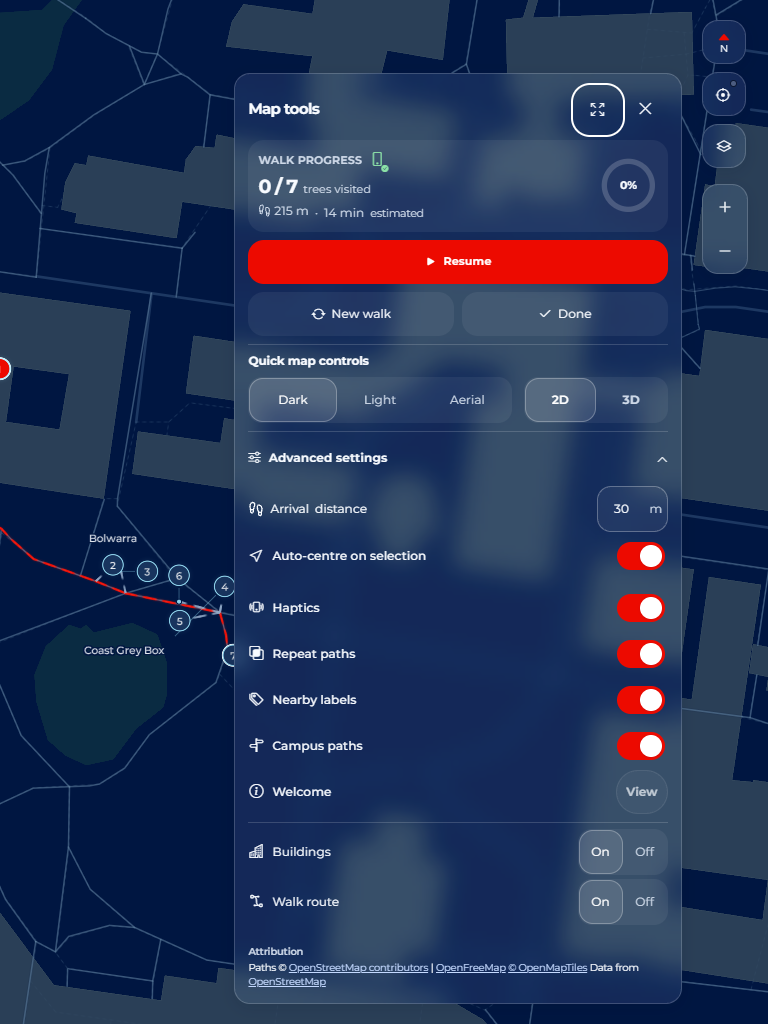 N
Map tools
WALK PROGRESS
0 / 7 trees visited
215 m · 14 min estimated
0%
Resume
New walk
Done
Quick map controls
Dark
Light
Aerial
2D
3D
Advanced settings
Arrival distance
30 m
Auto-centre on selection
Haptics
Repeat paths
Nearby labels
Campus paths
Welcome
View
Buildings
On
Off
Walk route
On
Off
Attribution
Paths © OpenStreetMap contributors | OpenFreeMap © OpenMapTiles Data from
OpenStreetMap
Bolwarra
2
3
6
4
5
7
Coast Grey Box